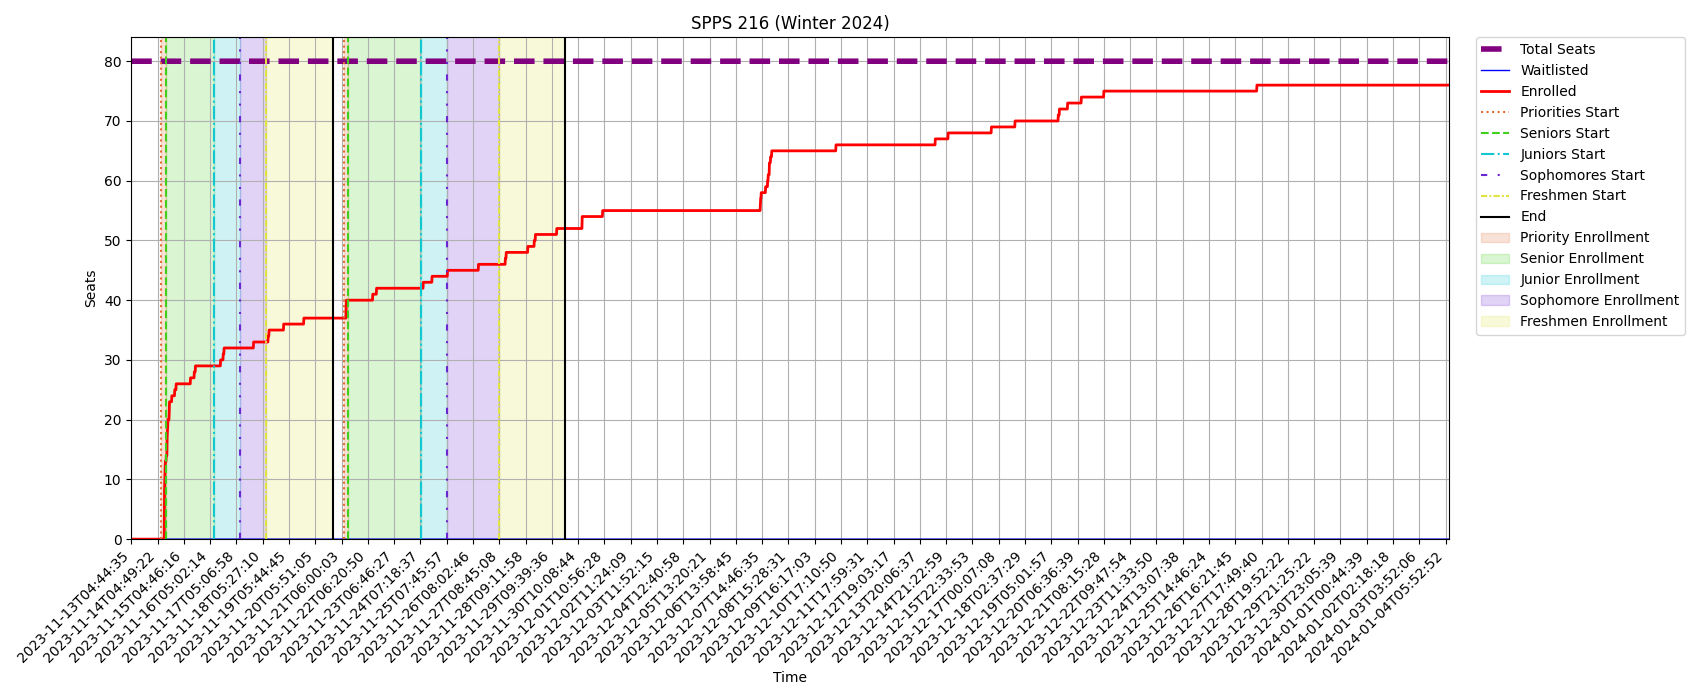 SPPS 216 (Winter 2024)
Seats
80
70
60
50
40
30
20
10
0
2023-11-13T04:44:35
2023-11-14T04:49:22
2023-11-15T04:46:16
2023-11-16T05:02:14
2023-11-17T05:06:58
2023-11-18T05:27:10
2023-11-19T05:44:45
2023-11-20T05:51:05
2023-11-21T06:00:03
2023-11-22T06:20:50
2023-11-23T06:46:27
2023-11-24T07:18:37
2023-11-25T07:45:57
2023-11-26T08:02:46
2023-11-27T08:45:08
2023-11-28T09:11:58
2023-11-29T09:39:36
2023-11-30T10:08:44
2023-12-01T10:56:28
2023-12-02T11:24:09
2023-12-03T11:52:15
2023-12-04T12:40:58
2023-12-05T13:20:21
2023-12-06T13:58:45
2023-12-07T14:46:35
2023-12-08T15:28:31
2023-12-09T16:17:03
2023-12-10T17:10:50
2023-12-11T17:59:31
2023-12-12T19:03:17
2023-12-13T20:06:37
2023-12-14T21:22:59
2023-12-15T22:33:53
2023-12-17T00:07:08
2023-12-18T02:37:29
2023-12-19T05:01:57
2023-12-20T06:36:39
2023-12-21T08:15:28
2023-12-22T09:47:54
2023-12-23T11:33:50
2023-12-24T13:07:38
2023-12-25T14:46:24
2023-12-26T16:21:45
2023-12-27T17:49:40
2023-12-28T19:52:22
2023-12-29T21:25:22
2023-12-30T23:05:39
2024-01-01T00:44:39
2024-01-02T02:18:18
2024-01-03T03:52:06
2024-01-04T05:52:52
Time
Total Seats
Waitlisted
Enrolled
Priorities Start
Seniors Start
Juniors Start
Sophomores Start
Freshmen Start
End
Priority Enrollment
Senior Enrollment
Junior Enrollment
Sophomore Enrollment
Freshmen Enrollment